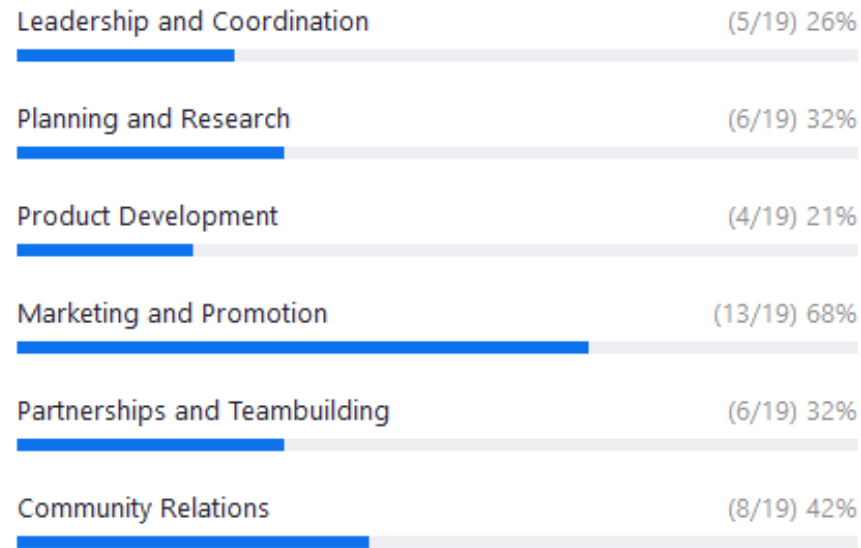 Leadership and Coordination (5/19) 26%
Planning and Research (6/19) 32%
Product Development (4/19) 21%
Marketing and Promotion (13/19) 68%
Partnerships and Teambuilding (6/19) 32%
Community Relations (8/19) 42%